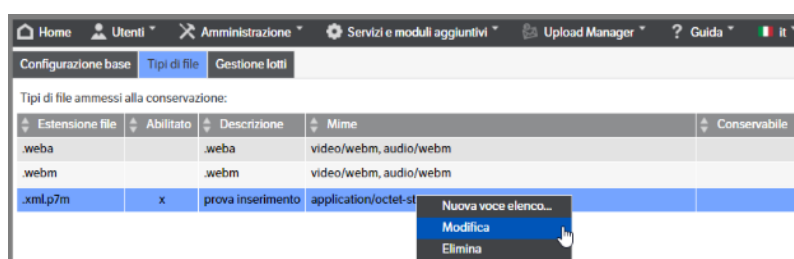 Home Utenti Amministrazione Servizi e moduli aggiuntivi Upload Manager ? Guida it
Configurazione base Tipi di file Gestione lotti
Tipi di file ammessi alla conservazione:
Estensione file Abilitato Descrizione Mime Conservabile
.weba .weba video/webm, audio/webm
.webm .webm video/webm, audio/webm
.xml.p7m x prova inserimento application/octet-st
Nuova voce elenco...
Modifica
Elimina